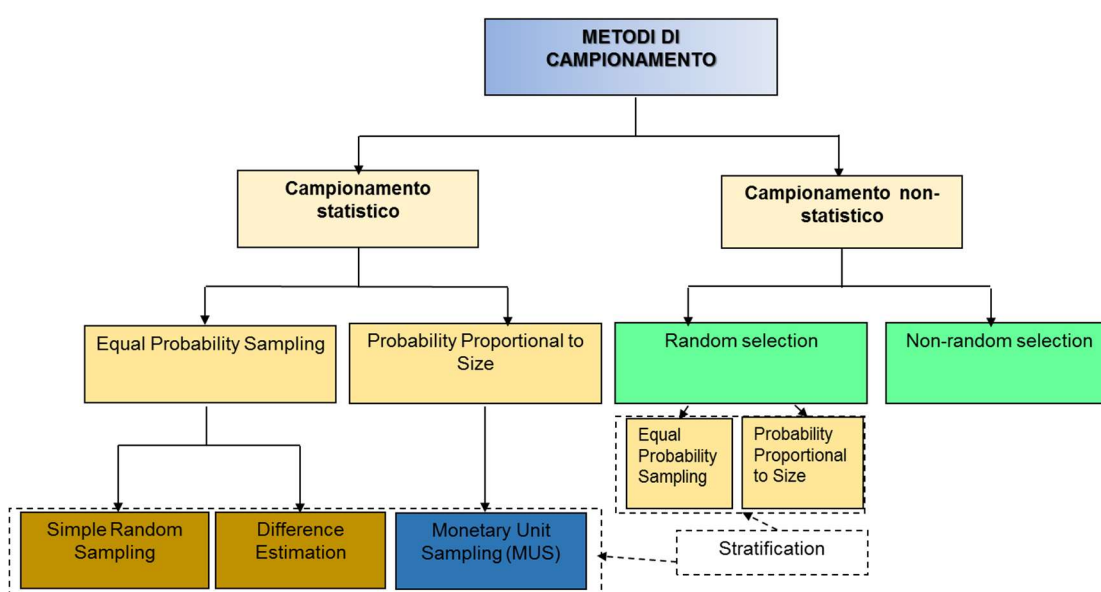 METODI DI
CAMPIONAMENTO
Campionamento
statistico
Campionamento non-
statistico
Equal Probability Sampling
Probability Proportional to
Size
Random selection
Non-random selection
Equal
Probability
Sampling
Probability
Proportional
to Size
Simple Random
Sampling
Difference
Estimation
Monetary Unit
Sampling (MUS)
Stratification